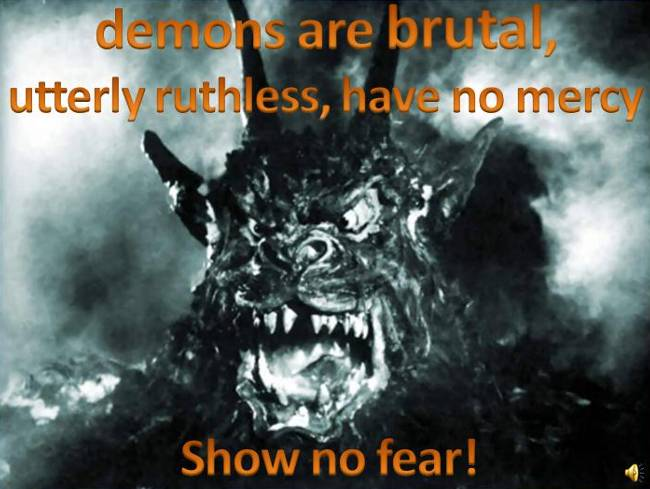 demons are brutal,
utterly ruthless, have no mercy
Show no fear!